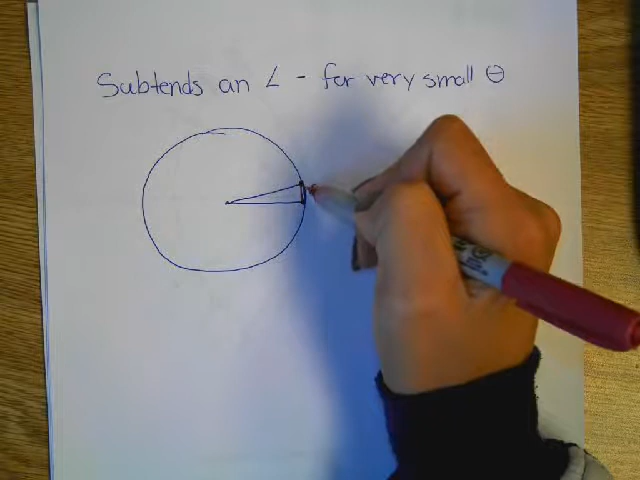 Subtends an ∠ - for very small θ